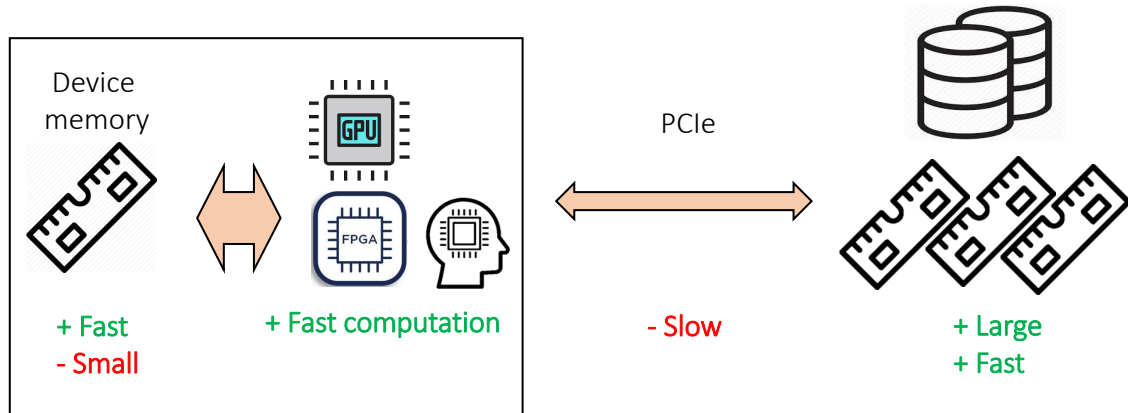 Device
memory
GPU
FPGA
+ Fast
- Small
+ Fast computation
PCIe
- Slow
+ Large
+ Fast